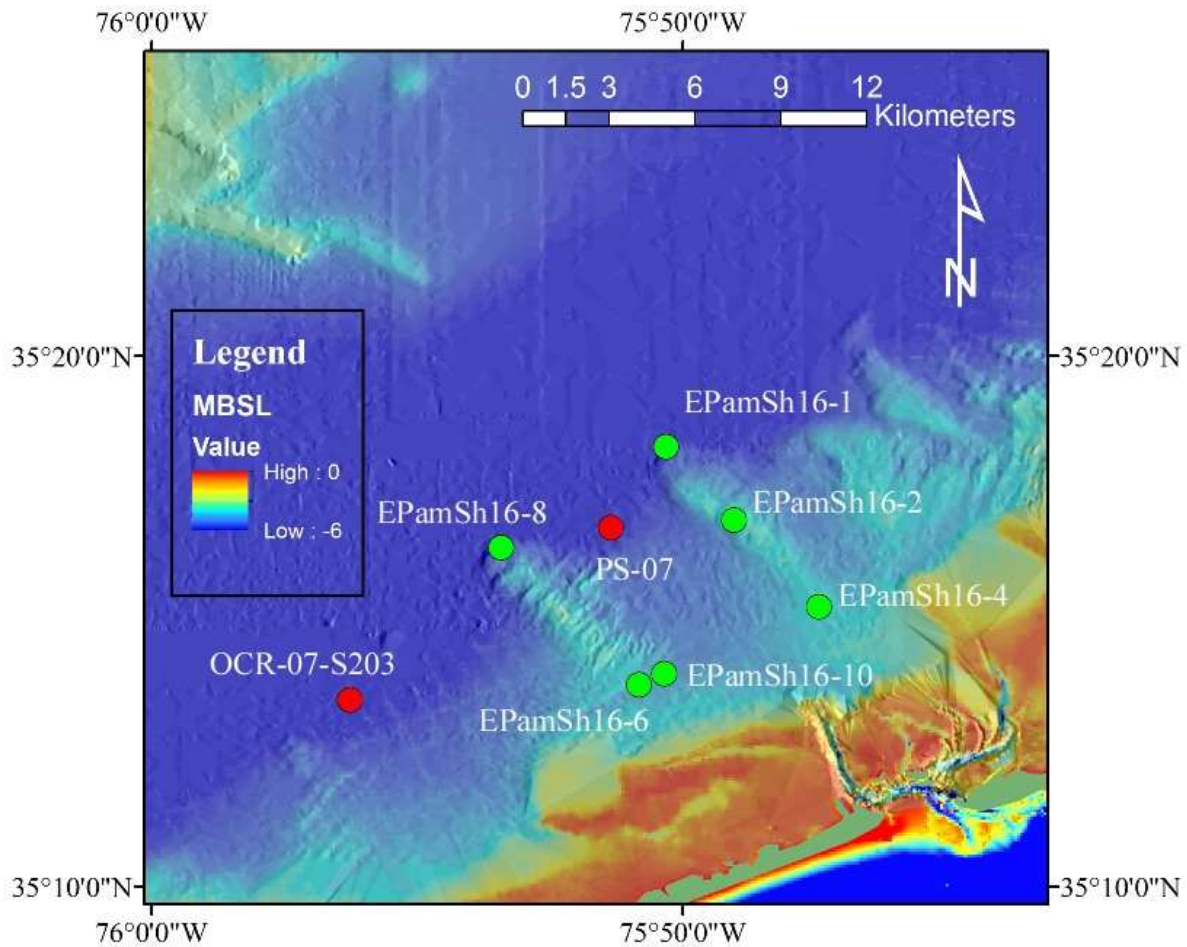 76°0'0"W 75°50'0"W
0 1.5 3 6 9 12
Kilometers
N
35°20'0"N 35°20'0"N
Legend
MBSL
Value
High : 0
Low : -6
EPamSh16-1
EPamSh16-8
EPamSh16-2
PS-07
EPamSh16-4
OCR-07-S203
EPamSh16-10
EPamSh16-6
35°10'0"N 35°10'0"N
76°0'0"W 75°50'0"W